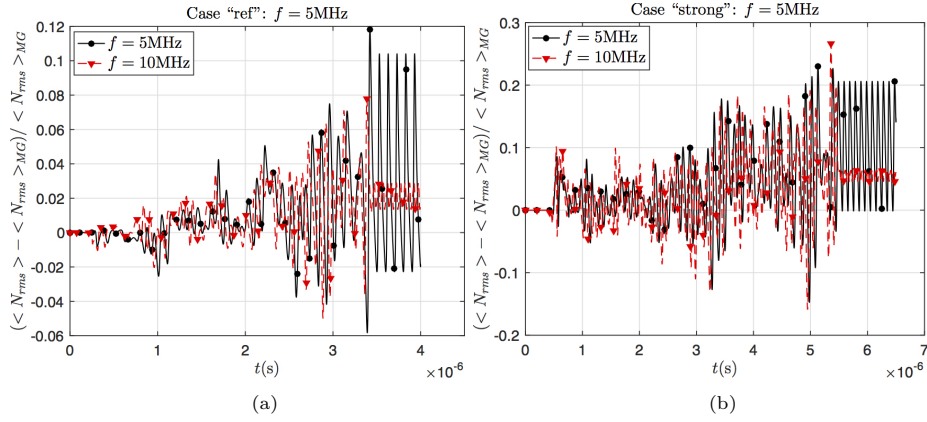 Case "ref": f = 5MHz
(< N_rms > − < N_rms >_MG)/ < N_rms >_MG
0.12
0.1
0.08
0.06
0.04
0.02
0
-0.02
-0.04
-0.06
f = 5MHz
f = 10MHz
0 1 2 3 4 5
t(s)
×10⁻⁶
(a)
Case "strong": f = 5MHz
(< N_rms > − < N_rms >_MG)/ < N_rms >_MG
0.3
0.2
0.1
0
-0.1
-0.2
f = 5MHz
f = 10MHz
0 1 2 3 4 5 6 7
t(s)
×10⁻⁶
(b)